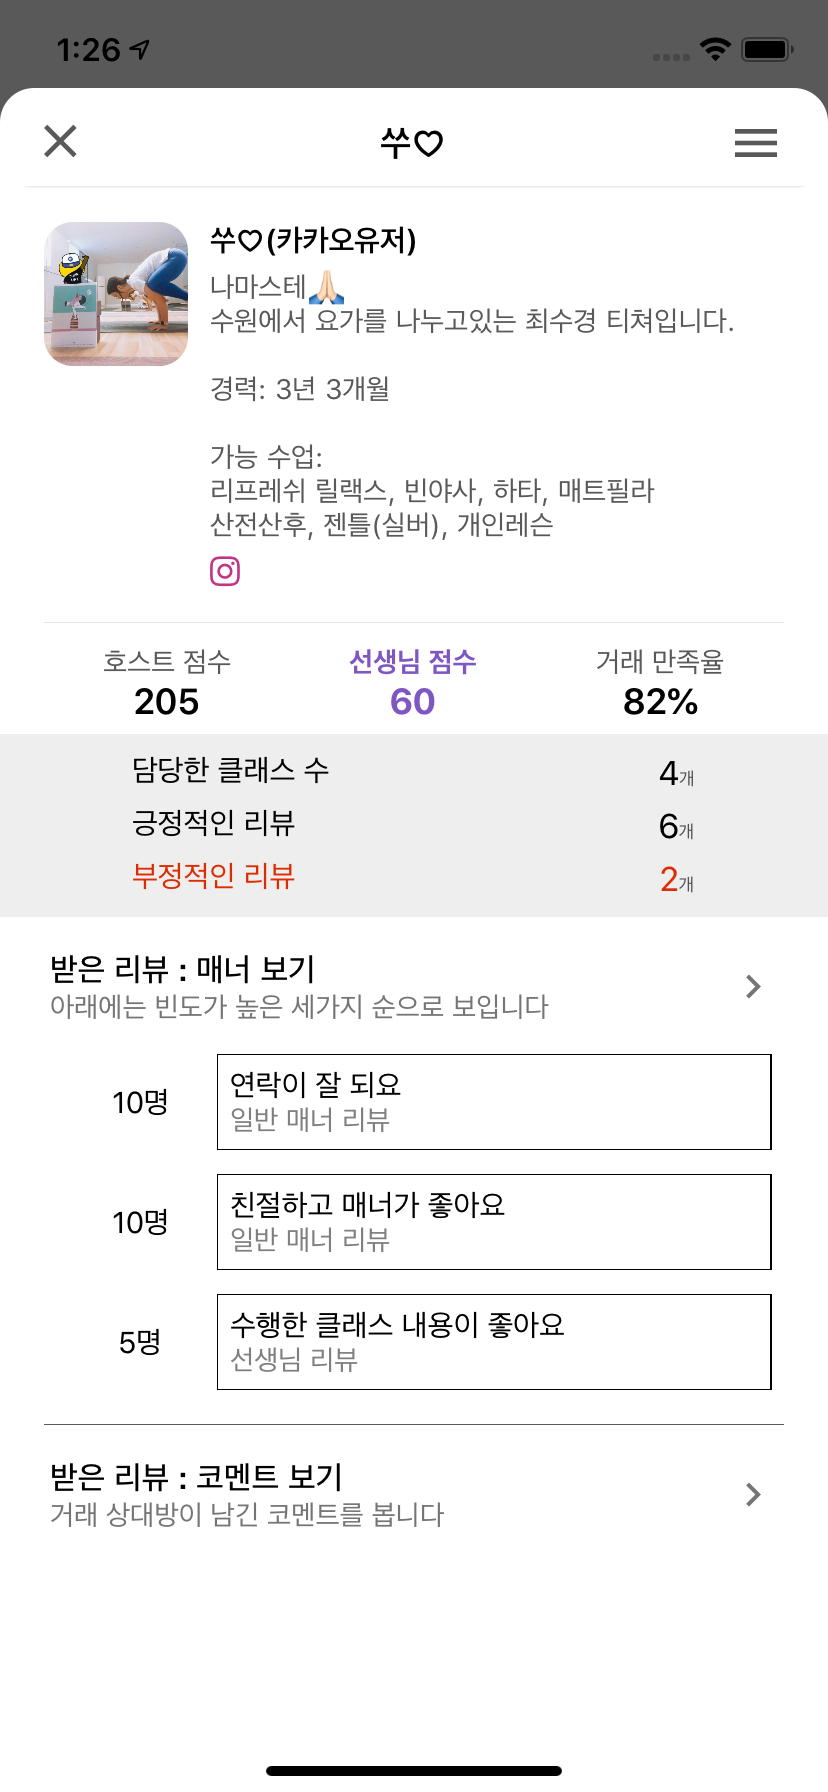 1:26
쑤♡
쑤♡(카카오유저)
나마스테🙏🏻
수원에서 요가를 나누고있는 최수경 티쳐입니다.
경력: 3년 3개월
가능 수업:
리프레쉬 릴랙스, 빈야사, 하타, 매트필라
산전산후, 젠틀(실버), 개인레슨
호스트 점수 선생님 점수 거래 만족율
205 60 82%
담당한 클래스 수 4개
긍정적인 리뷰 6개
부정적인 리뷰 2개
받은 리뷰 : 매너 보기
아래에는 빈도가 높은 세가지 순으로 보입니다
10명 연락이 잘 되요
일반 매너 리뷰
10명 친절하고 매너가 좋아요
일반 매너 리뷰
5명 수행한 클래스 내용이 좋아요
선생님 리뷰
받은 리뷰 : 코멘트 보기
거래 상대방이 남긴 코멘트를 봅니다